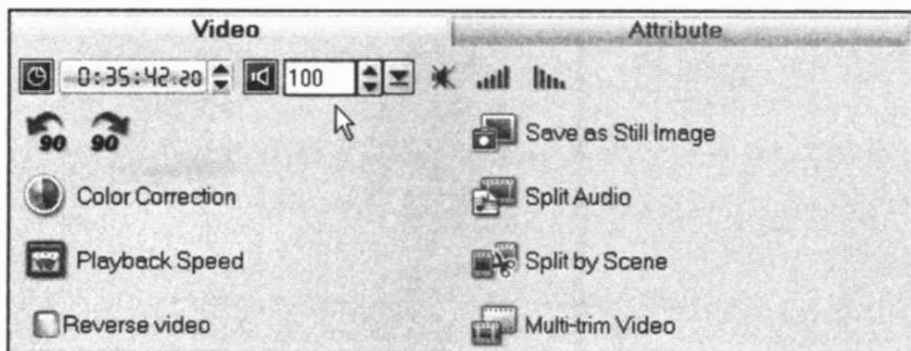 Video Attribute
0:35:42.20 100
90 90
Save as Still Image
Color Correction
Split Audio
Playback Speed
Split by Scene
Reverse video
Multi-trim Video